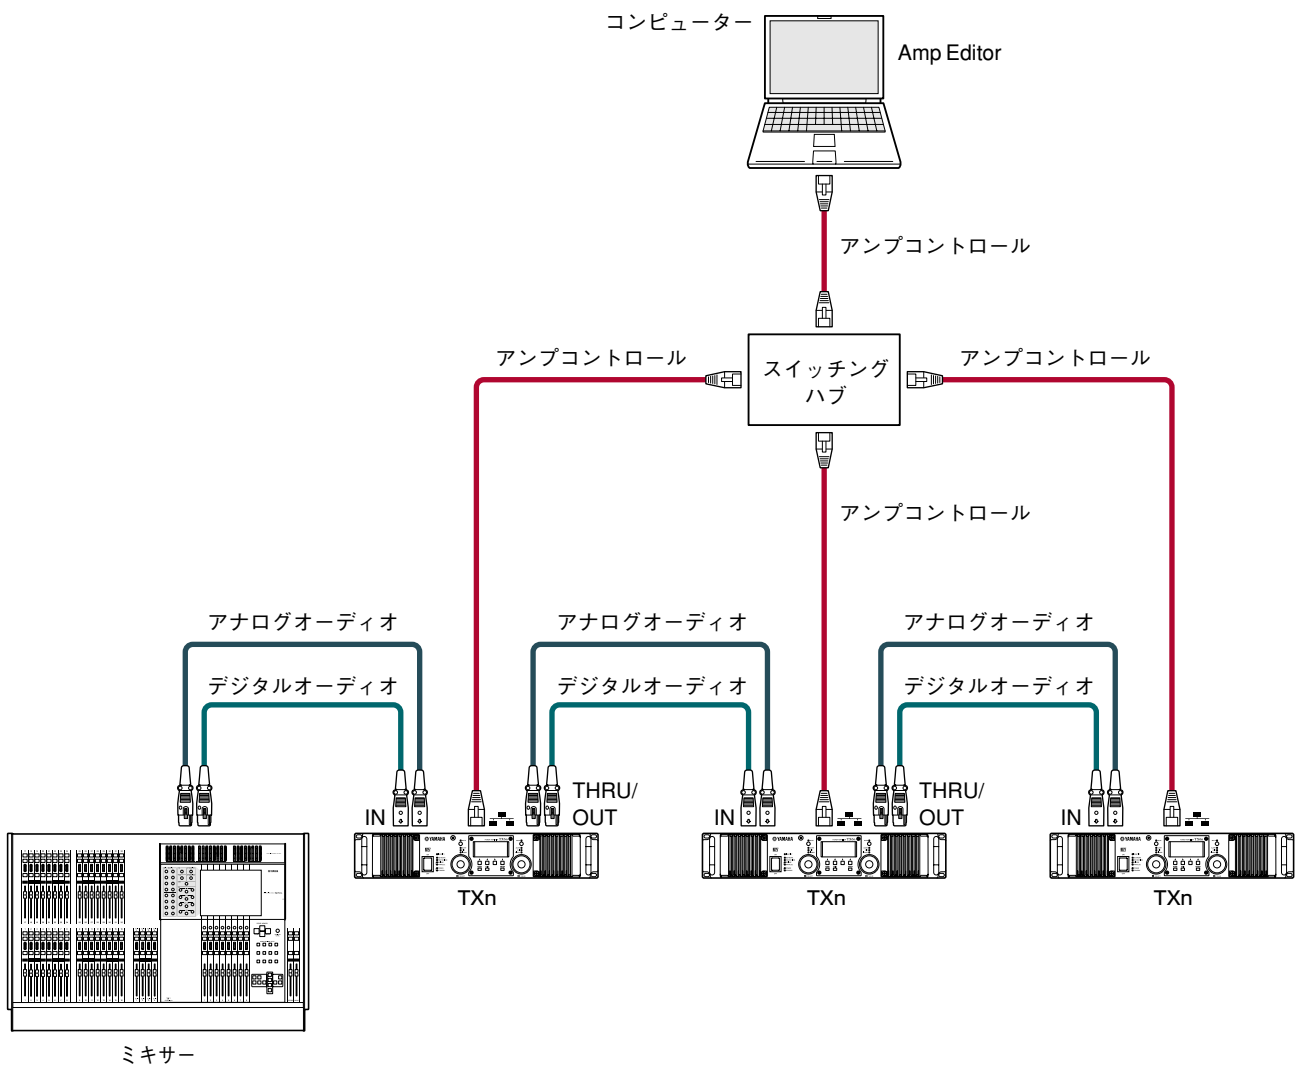 コンピューター
Amp Editor
アンプコントロール
アンプコントロール
スイッチング
ハブ
アンプコントロール
アンプコントロール
アナログオーディオ
アナログオーディオ
アナログオーディオ
デジタルオーディオ
デジタルオーディオ
デジタルオーディオ
IN
THRU/
OUT
IN
THRU/
OUT
IN
YAMAHA
YAMAHA
YAMAHA
TXn
TXn
TXn
ミキサー